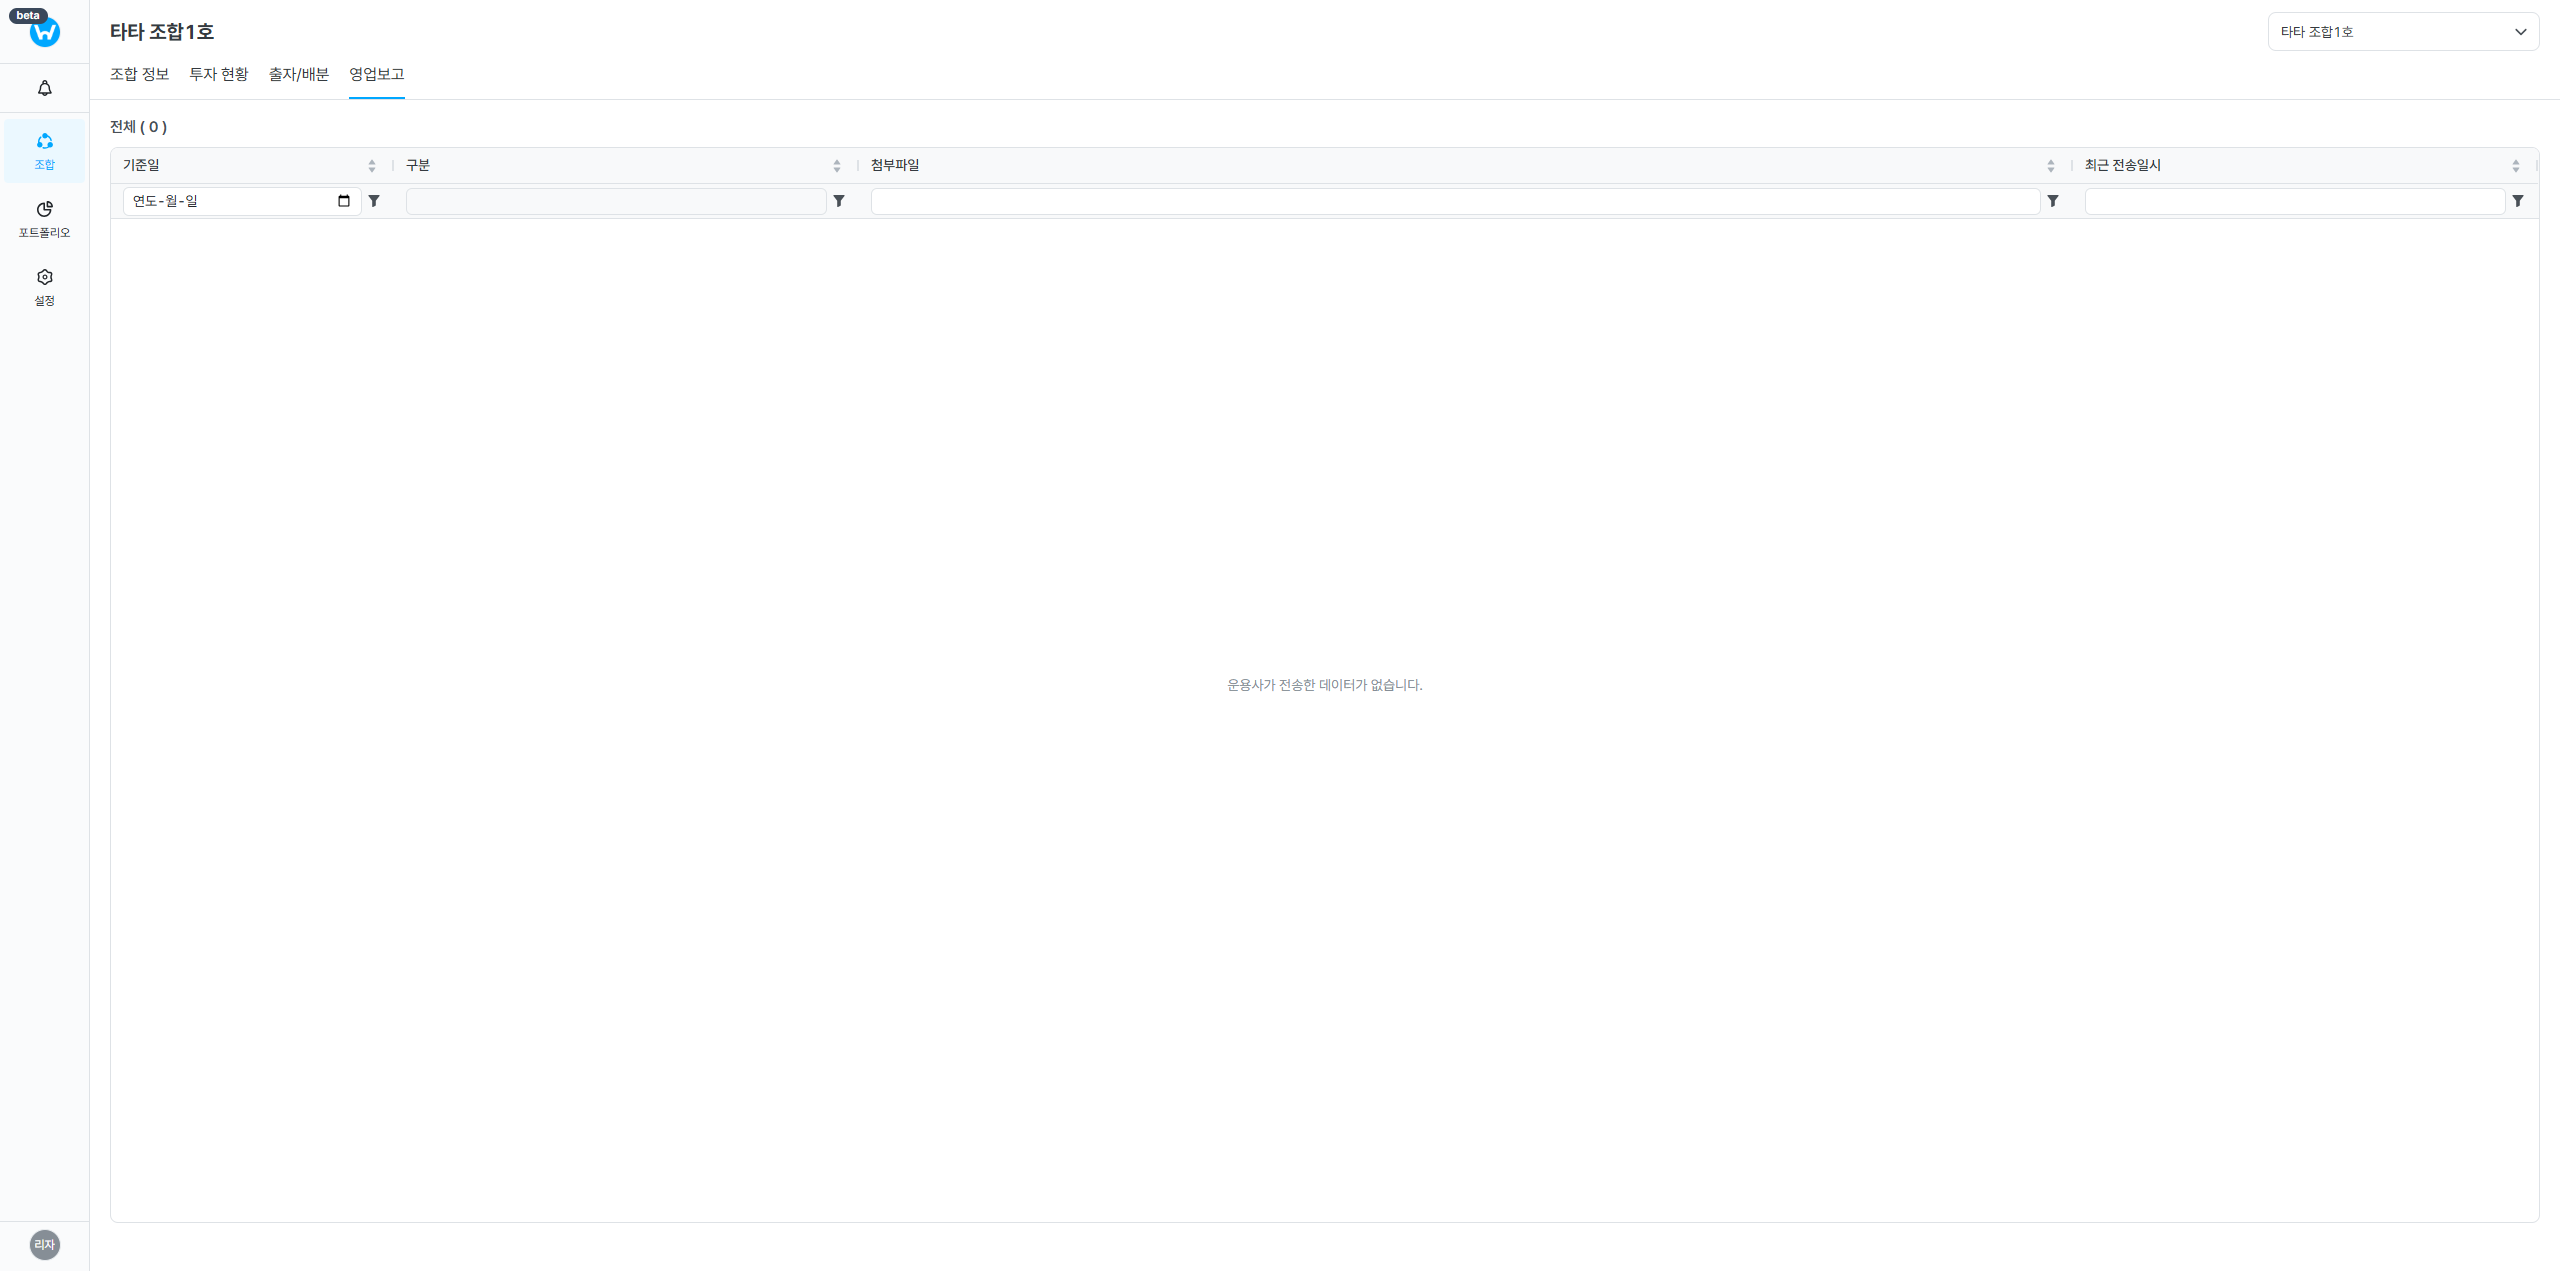 beta
타타 조합1호
타타 조합1호
조합 정보 투자 현황 출자/배분 영업보고
조합
포트폴리오
설정
전체 ( 0 )
기준일 구분 첨부파일 최근 전송일시
연도-월-일
운용사가 전송한 데이터가 없습니다.
리자